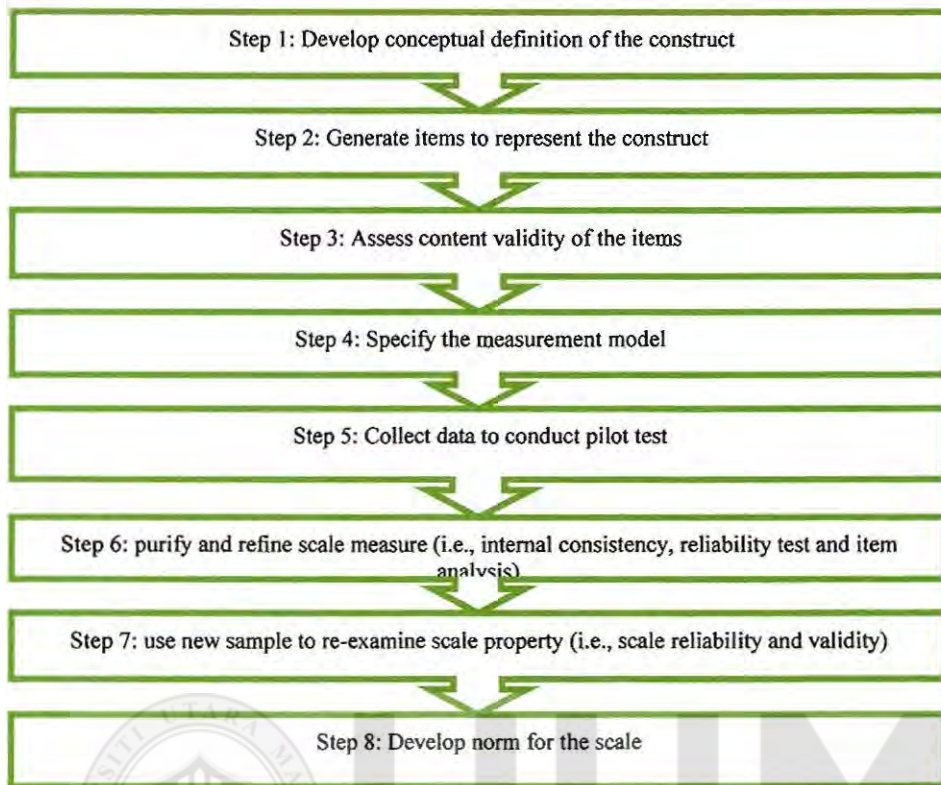 Step 1: Develop conceptual definition of the construct
Step 2: Generate items to represent the construct
Step 3: Assess content validity of the items
Step 4: Specify the measurement model
Step 5: Collect data to conduct pilot test
Step 6: purify and refine scale measure (i.e., internal consistency, reliability test and item
analysis)
Step 7: use new sample to re-examine scale property (i.e., scale reliability and validity)
Step 8: Develop norm for the scale
UTARA